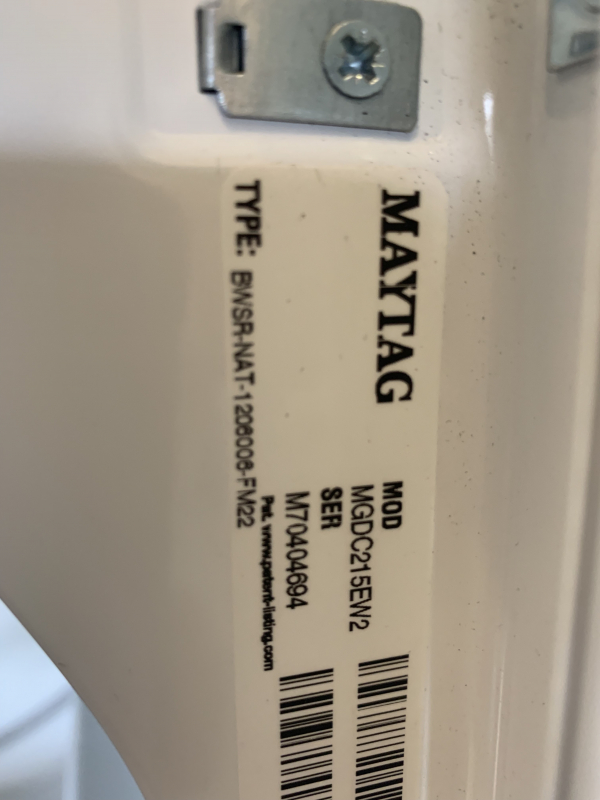 MAYTAG
MOD
MGDC215EW2
SER
M70404694
Pat. www.patent-listing.com
TYPE: BWSR-NAT-1206006-FM22